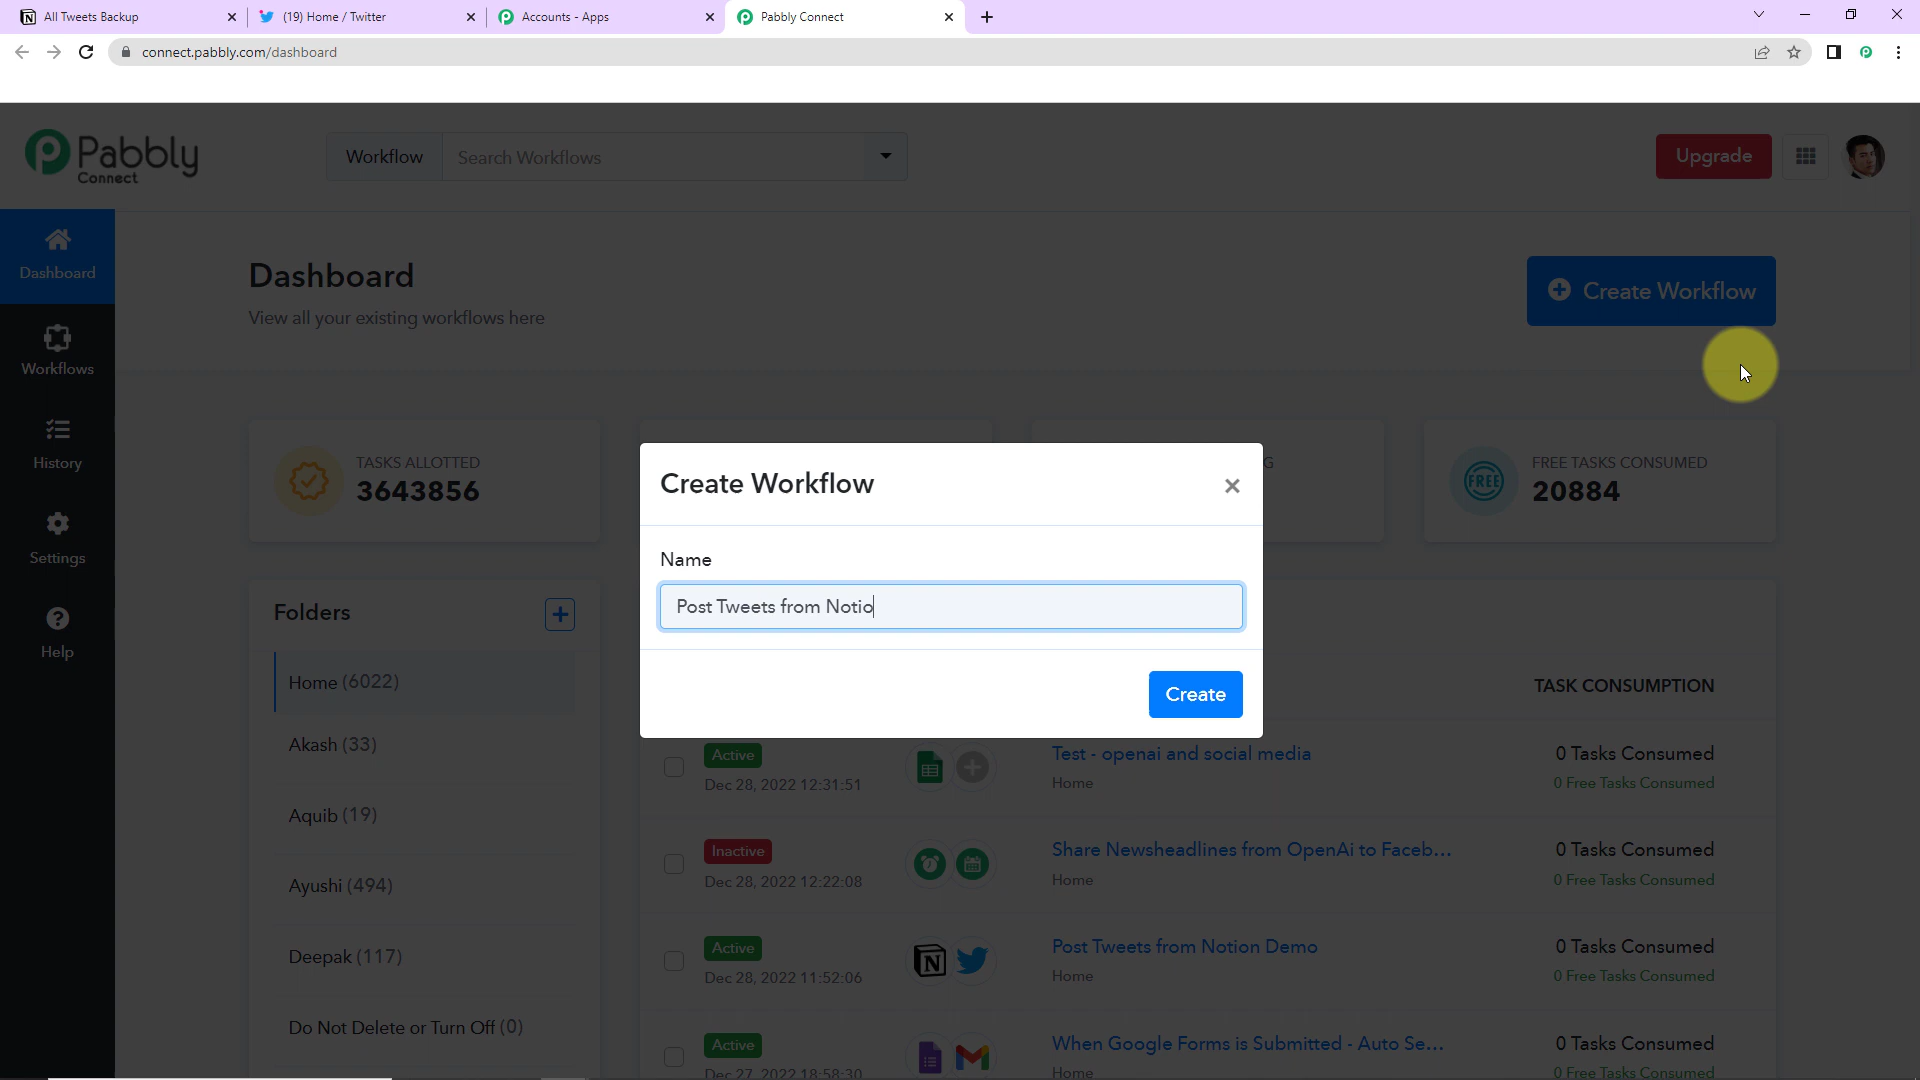 All Tweets Backup
(19) Home / Twitter
Accounts - Apps
Pabbly Connect
connect.pabbly.com/dashboard
Pabbly
Connect
Workflow
Search Workflows
Upgrade
Dashboard
Workflows
History
Settings
Help
Dashboard
View all your existing workflows here
Create Workflow
TASKS ALLOTTED
3643856
G
FREE
FREE TASKS CONSUMED
20884
Create Workflow
Name
Post Tweets from Notio
Create
Folders
Home (6022)
Akash (33)
Aquib (19)
Ayushi (494)
Deepak (117)
Do Not Delete or Turn Off (0)
TASK CONSUMPTION
Active
Dec 28, 2022 12:31:51
Test - openai and social media
Home
0 Tasks Consumed
0 Free Tasks Consumed
Inactive
Dec 28, 2022 12:22:08
Share Newsheadlines from OpenAi to Faceb...
Home
0 Tasks Consumed
0 Free Tasks Consumed
Active
Dec 28, 2022 11:52:06
Post Tweets from Notion Demo
Home
0 Tasks Consumed
0 Free Tasks Consumed
Active
Dec 27, 2022 18:58:30
When Google Forms is Submitted - Auto Se...
Home
0 Tasks Consumed
0 Free Tasks Consumed